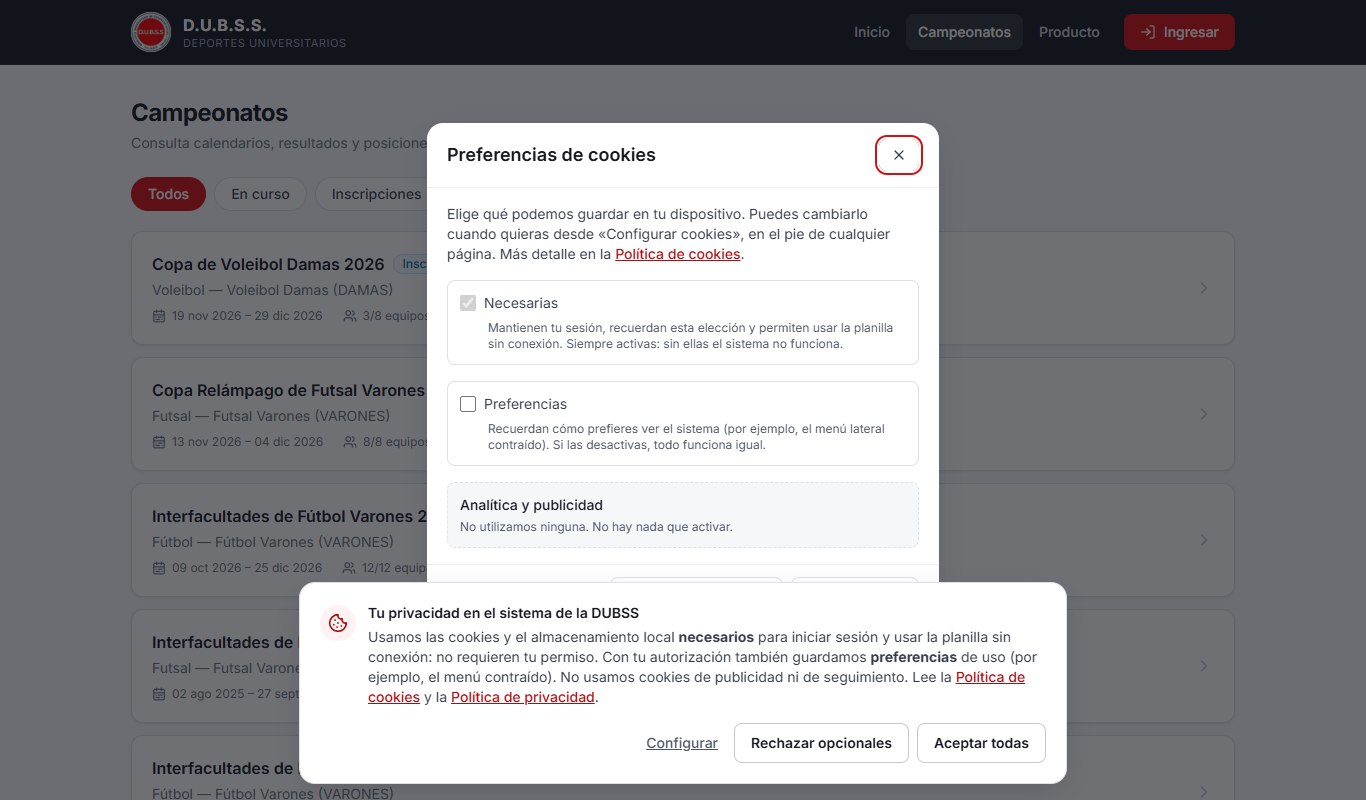 D.U.B.S.S.
DEPORTES UNIVERSITARIOS
Inicio
Campeonatos
Producto
Ingresar
Campeonatos
Consulta calendarios, resultados y posicione
Todos
En curso
Inscripciones
Copa de Voleibol Damas 2026
Insc
Voleibol — Voleibol Damas (DAMAS)
19 nov 2026 – 29 dic 2026
3/8 equipos
Copa Relámpago de Futsal Varones
Futsal — Futsal Varones (VARONES)
13 nov 2026 – 04 dic 2026
8/8 equipos
Interfacultades de Fútbol Varones 2
Fútbol — Fútbol Varones (VARONES)
09 oct 2026 – 25 dic 2026
12/12 equip
Interfacultades de
Futsal — Futsal Varone
02 ago 2025 – 27 sept
Interfacultades de
Fútbol — Fútbol Varones (VARONES)
Preferencias de cookies
Elige qué podemos guardar en tu dispositivo. Puedes cambiarlo
cuando quieras desde «Configurar cookies», en el pie de cualquier
página. Más detalle en la Política de cookies.
Necesarias
Mantienen tu sesión, recuerdan esta elección y permiten usar la planilla
sin conexión. Siempre activas: sin ellas el sistema no funciona.
Preferencias
Recuerdan cómo prefieres ver el sistema (por ejemplo, el menú lateral
contraído). Si las desactivas, todo funciona igual.
Analítica y publicidad
No utilizamos ninguna. No hay nada que activar.
Tu privacidad en el sistema de la DUBSS
Usamos las cookies y el almacenamiento local necesarios para iniciar sesión y usar la planilla sin
conexión: no requieren tu permiso. Con tu autorización también guardamos preferencias de uso (por
ejemplo, el menú contraído). No usamos cookies de publicidad ni de seguimiento. Lee la Política de
cookies y la Política de privacidad.
Configurar
Rechazar opcionales
Aceptar todas